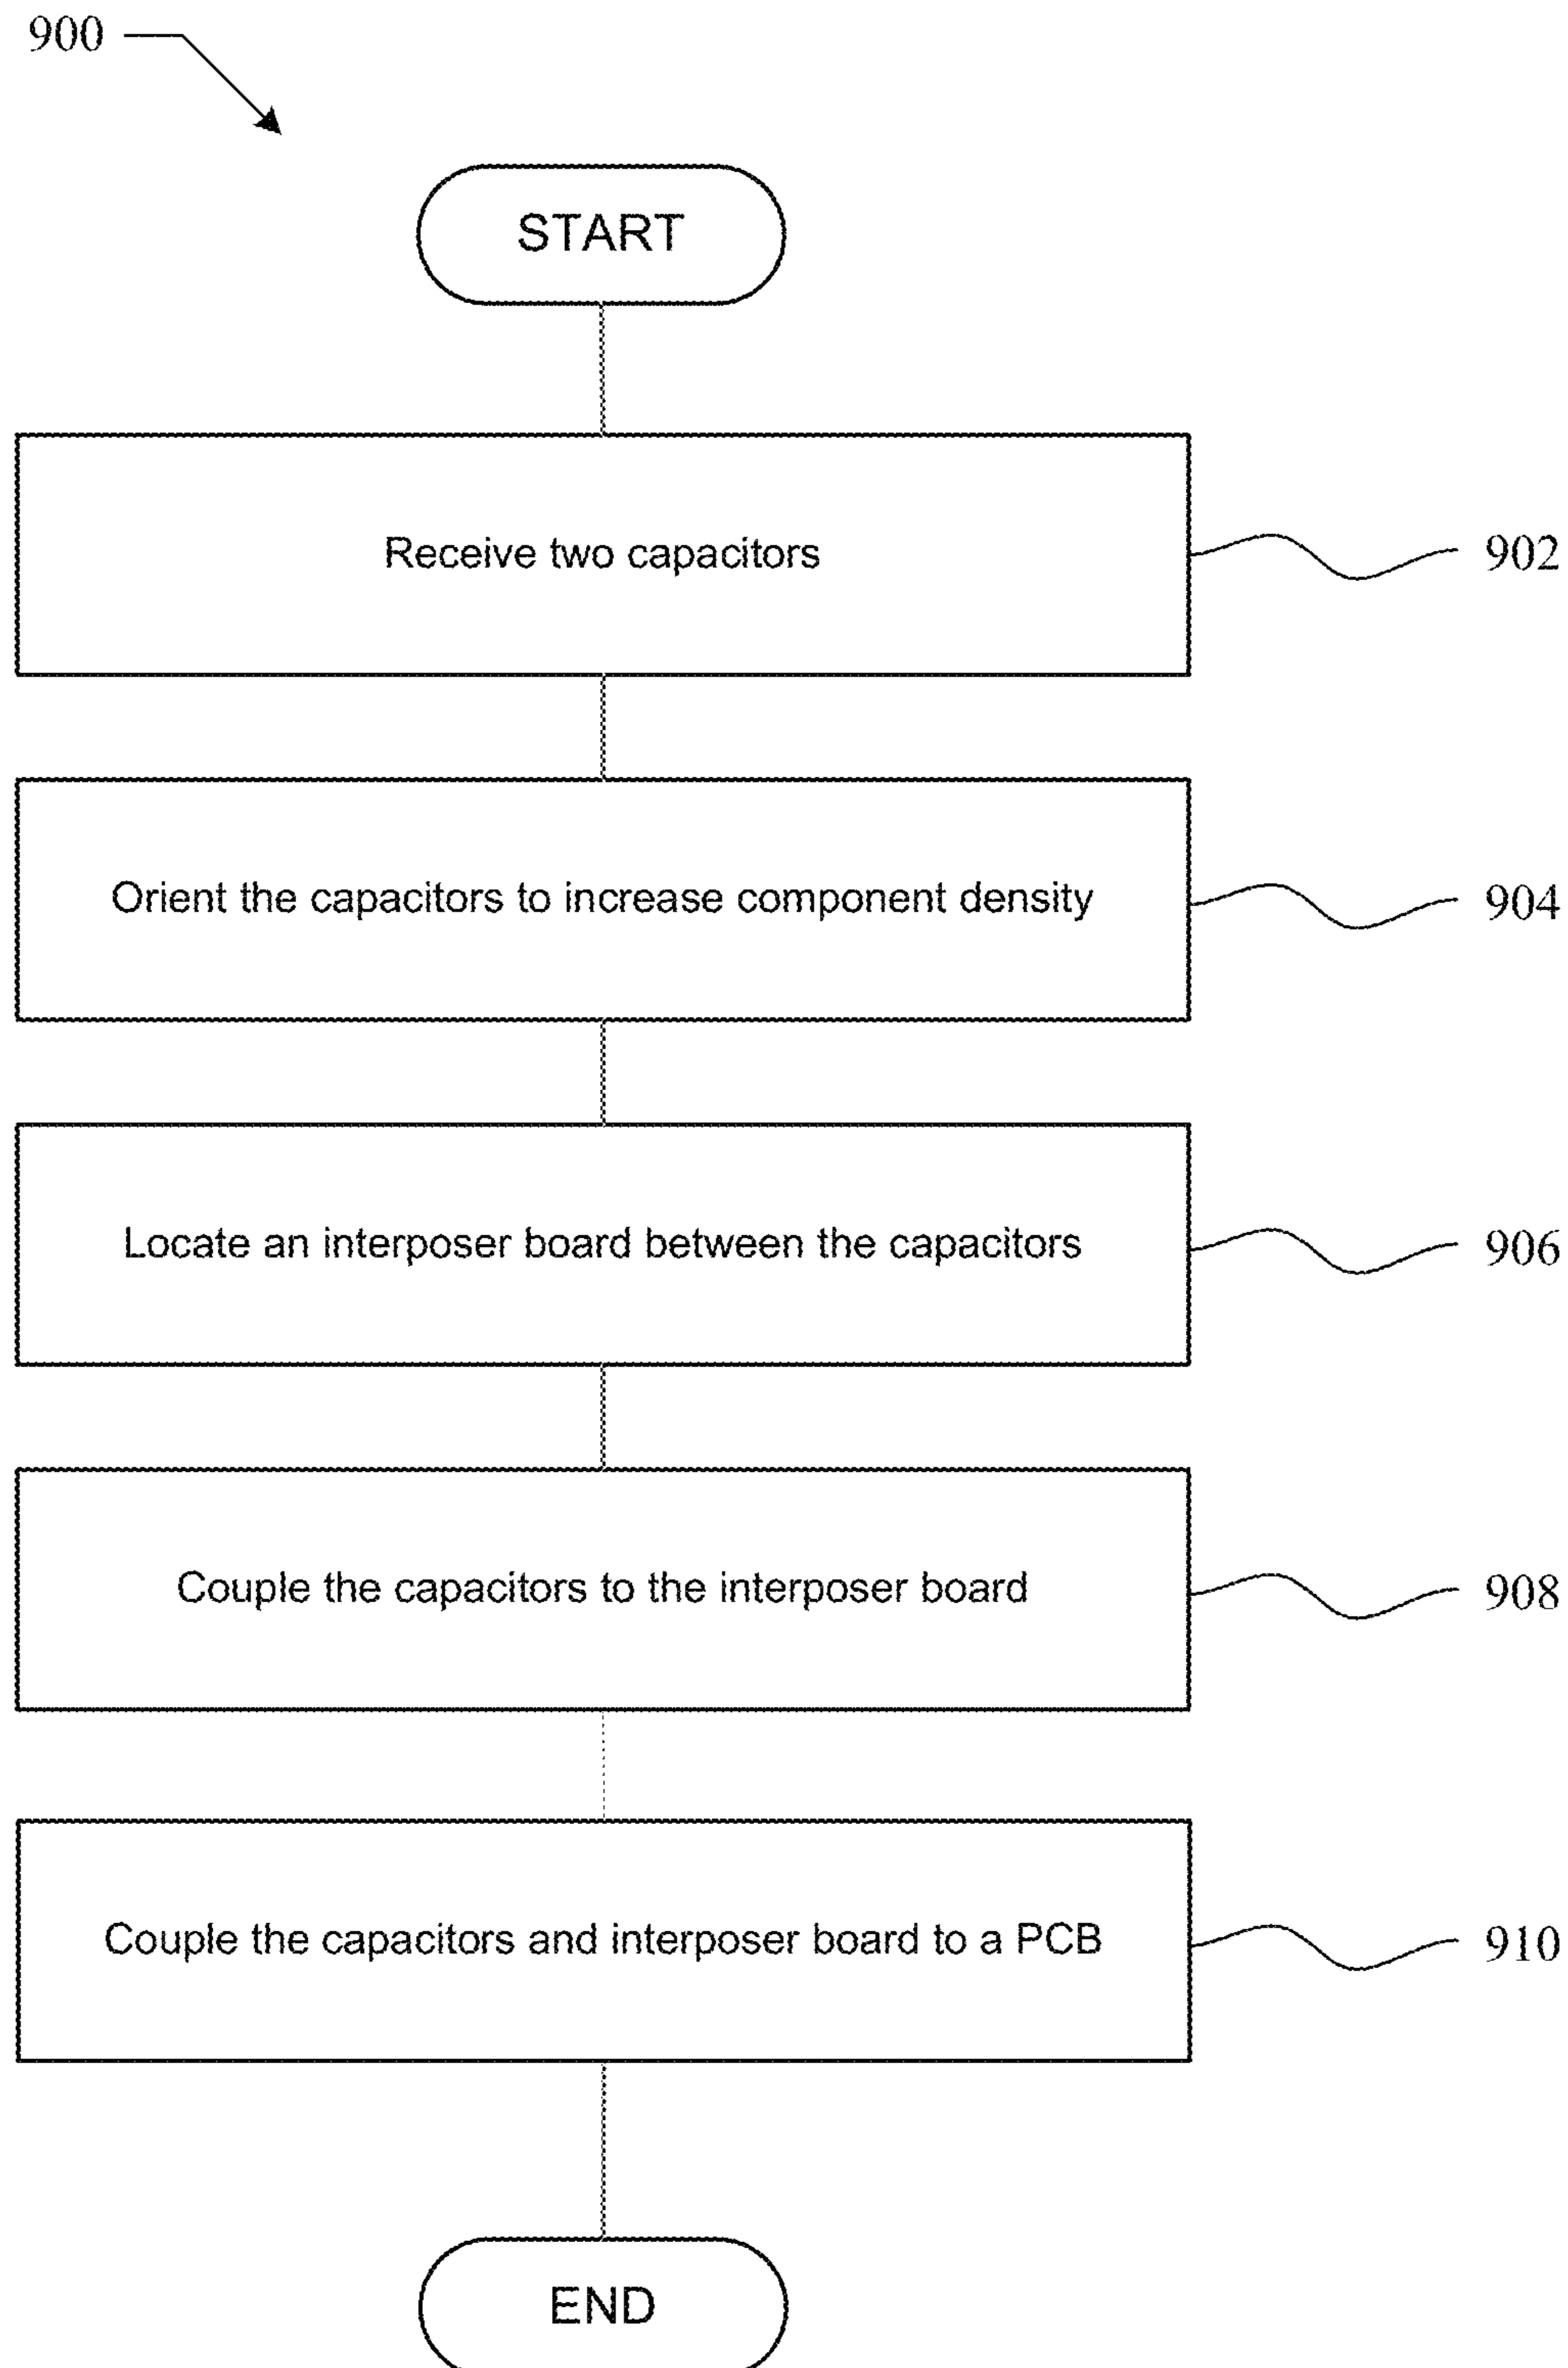 900
START
Receive two capacitors
902
Orient the capacitors to increase component density
904
Locate an interposer board between the capacitors
906
Couple the capacitors to the interposer board
908
Couple the capacitors and interposer board to a PCB
910
END